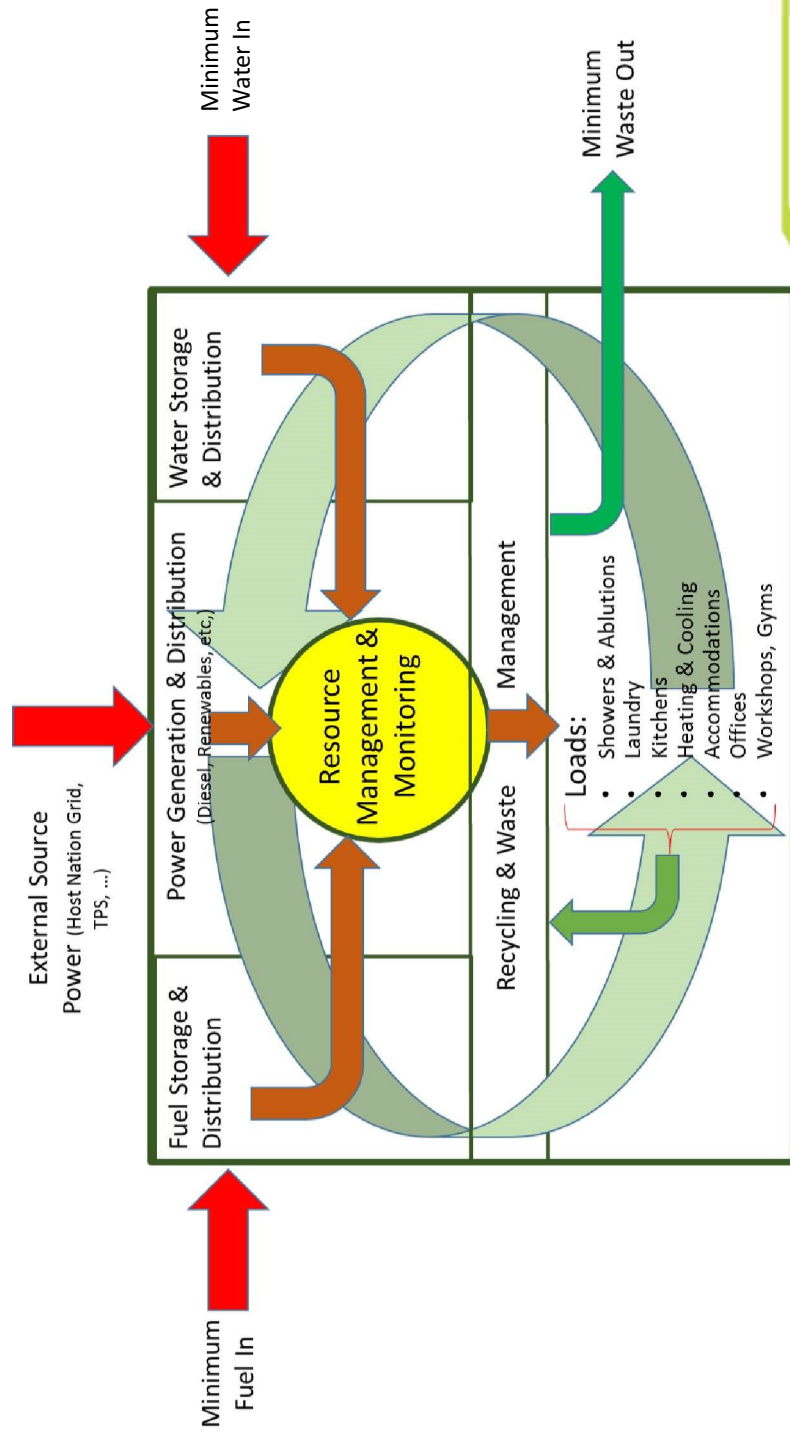 External Source
Power (Host Nation Grid,
TPS, ...)
Minimum
Fuel In
Minimum
Water In
Fuel Storage &
Distribution
Power Generation & Distribution
(Diesel, Renewables, etc,)
Water Storage
& Distribution
Resource
Management &
Monitoring
Recycling & Waste Management
Loads:
• Showers & Ablutions
• Laundry
• Kitchens
• Heating & Cooling
• Accommodations
• Offices
• Workshops, Gyms
Minimum
Waste Out